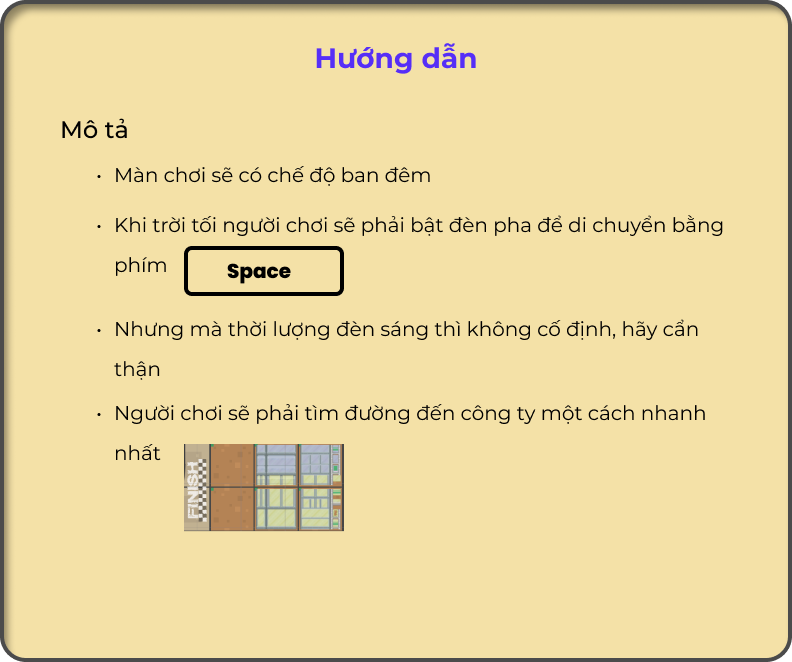 Hướng dẫn
Mô tả
• Màn chơi sẽ có chế độ ban đêm
• Khi trời tối người chơi sẽ phải bật đèn pha để di chuyển bằng
phím Space
• Nhưng mà thời lượng đèn sáng thì không cố định, hãy cẩn
thận
• Người chơi sẽ phải tìm đường đến công ty một cách nhanh
nhất
FINISH